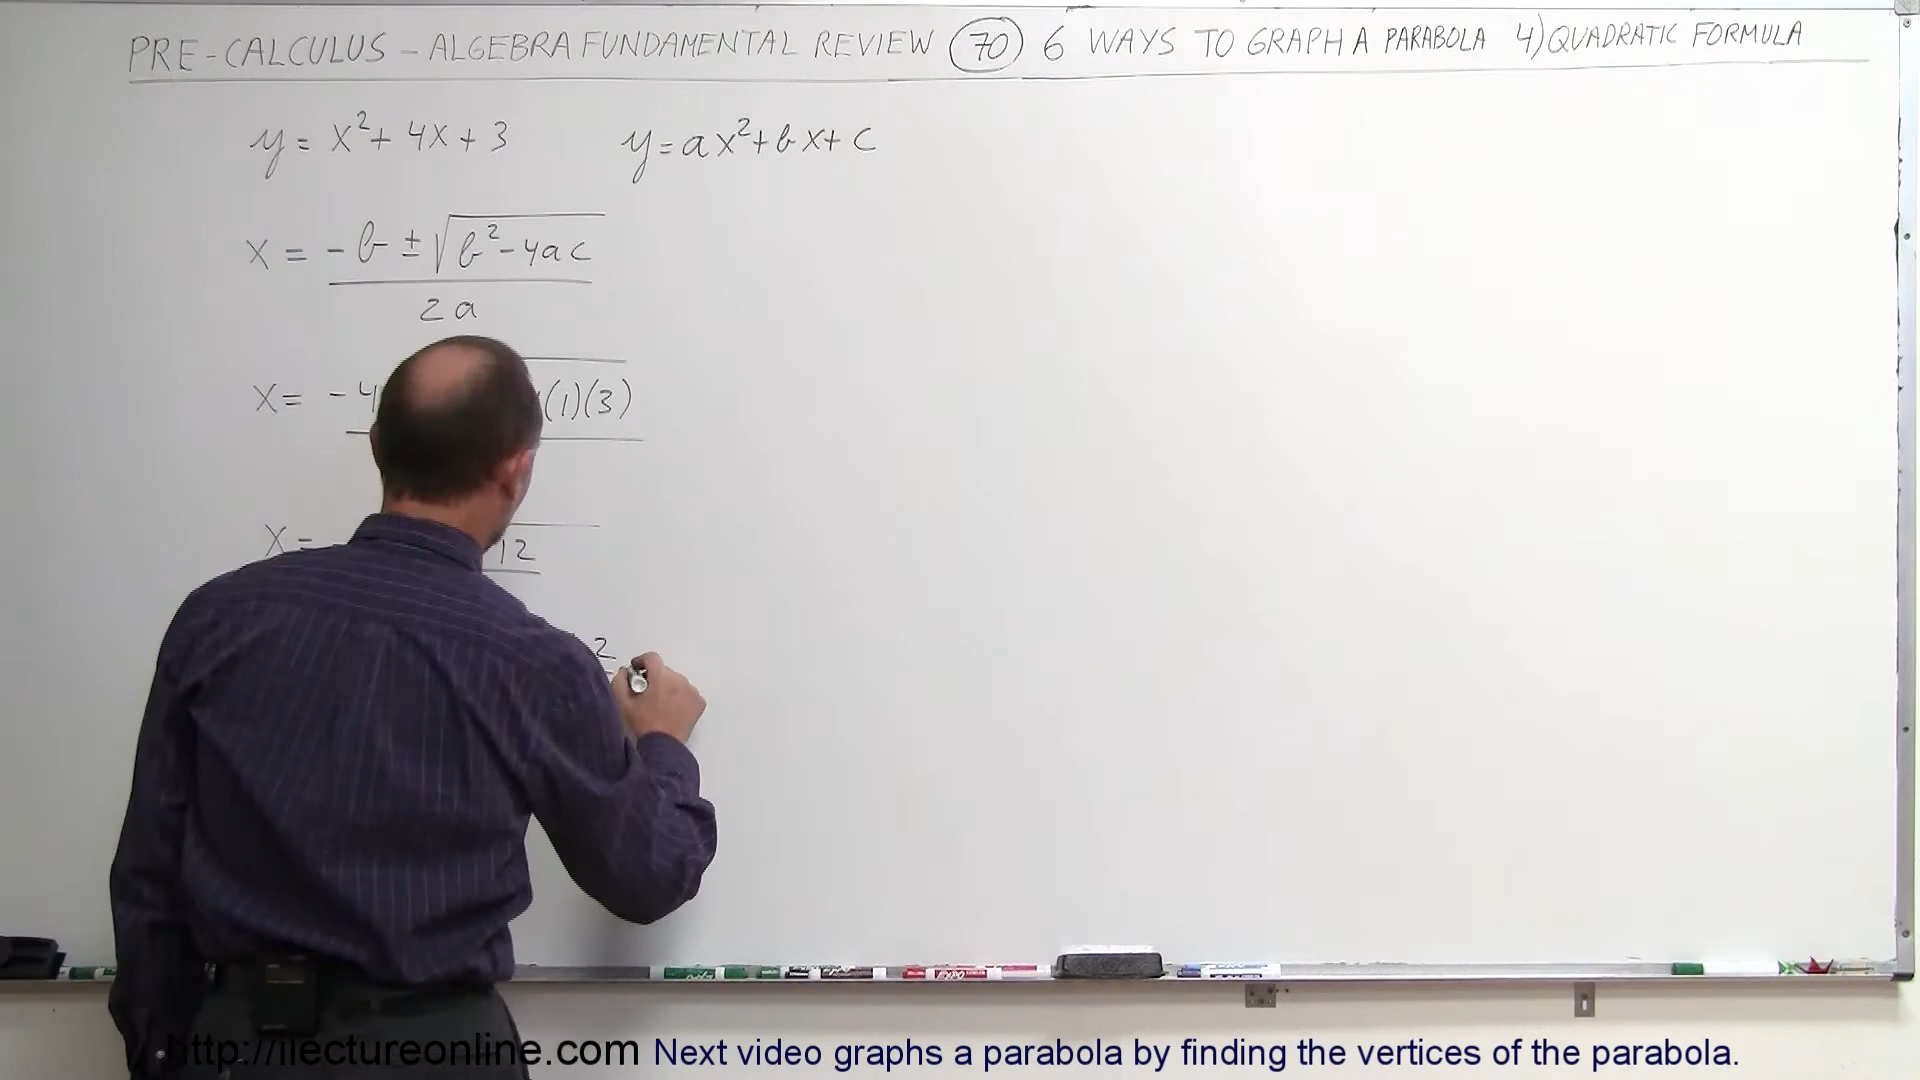 PRE-CALCULUS - ALGEBRA FUNDAMENTAL REVIEW 70 6 WAYS TO GRAPH A PARABOLA 4) QUADRATIC FORMULA
y = x² + 4x + 3 y = ax² + bx + c
x = -b ± √b² - 4ac
2a
x = -4 (1)(3)
x = 12
2
http://ilectureonline.com Next video graphs a parabola by finding the vertices of the parabola.